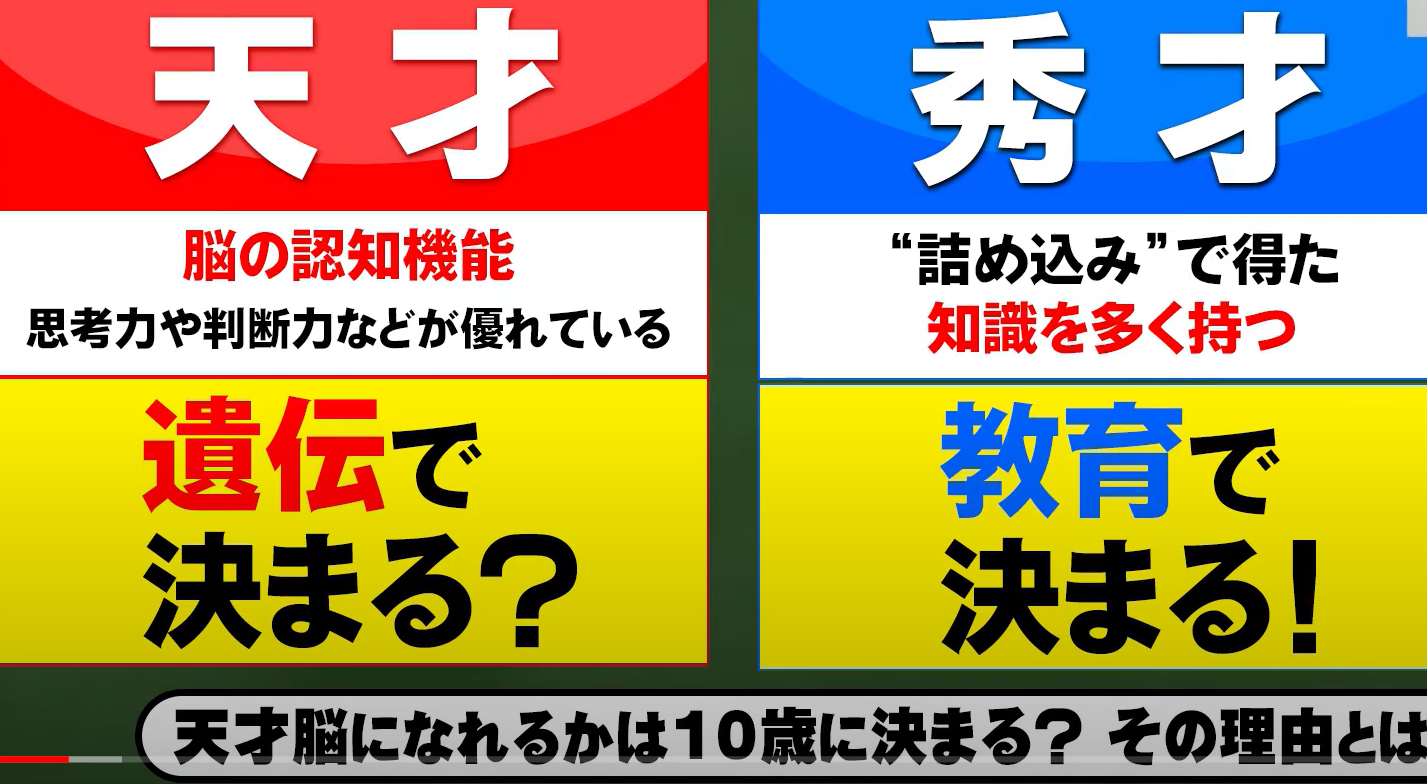 天才
脳の認知機能
思考力や判断力などが優れている
遺伝で
決まる?
秀才
“詰め込み”で得た
知識を多く持つ
教育で
決まる!
天才脳になれるかは10歳に決まる? その理由とは